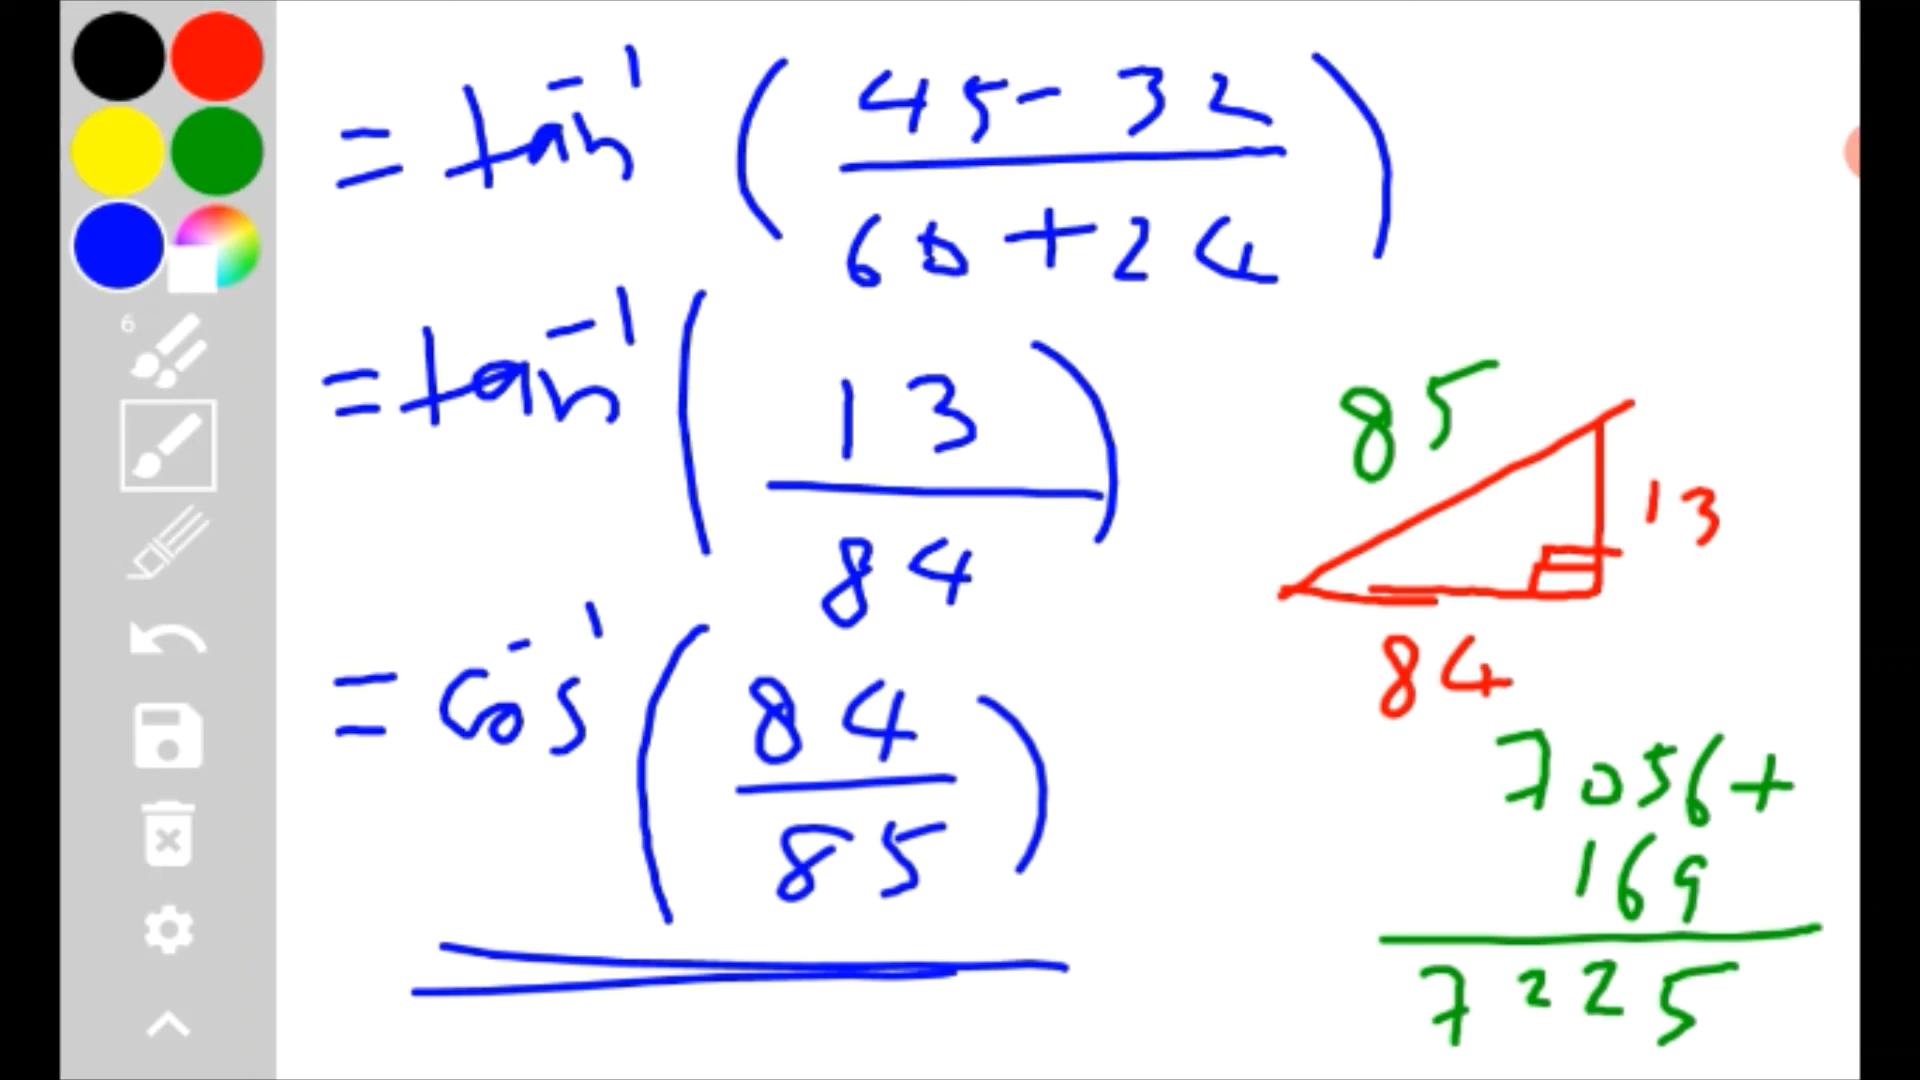 6
= tan⁻¹ ( 45 - 32
60 + 24 )
= tan⁻¹ ( 13
84 )
= cos⁻¹ ( 84
85 )
85
13
84
7056 +
169
7225